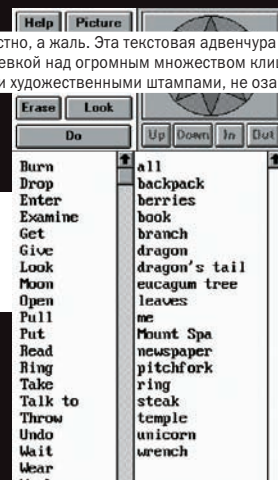 Help Picture
стно, а жаль. Эта текстовая адвенчура
евкой над огромным множеством кли
и художественными штампами, не оза
Erase Look
Do
Up Down In Out
Burn
Drop
Enter
Examine
Get
Give
Look
Moon
Open
Pull
Put
Read
Ring
Take
Talk to
Throw
Undo
Wait
Wear
all
backpack
berries
book
branch
dragon
dragon's tail
eucagum tree
leaves
me
Mount Spa
newspaper
pitchfork
ring
steak
temple
unicorn
wrench